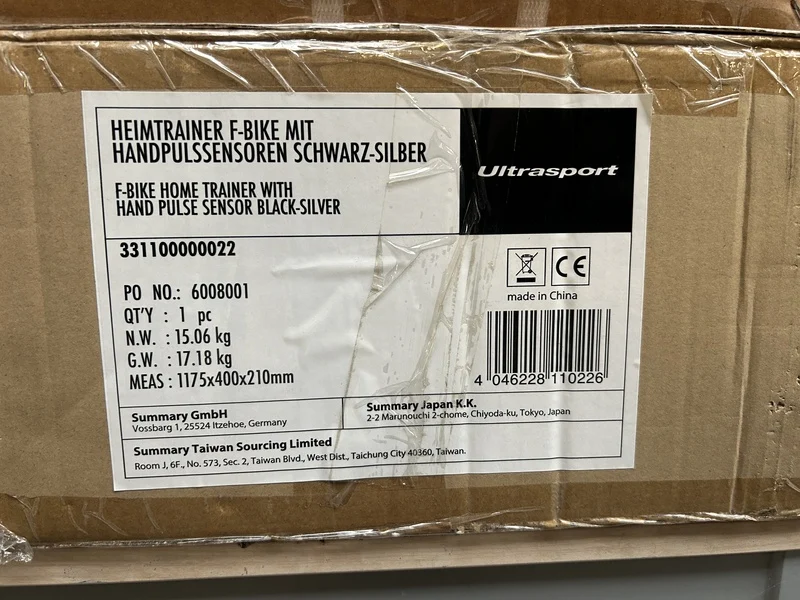 HEIMTRAINER F-BIKE MIT
HANDPULSSENSOREN SCHWARZ-SILBER
F-BIKE HOME TRAINER WITH
HAND PULSE SENSOR BLACK-SILVER
Ultrasport
331100000022
PO NO.: 6008001
QT'Y : 1 pc
N.W. : 15.06 kg
G.W. : 17.18 kg
MEAS : 1175x400x210mm
CE
made in China
4 046228 110226
Summary GmbH
Vossbarg 1, 25524 Itzehoe, Germany
Summary Japan K.K.
2-2 Marunouchi 2-chome, Chiyoda-ku, Tokyo, Japan
Summary Taiwan Sourcing Limited
Room J, 6F., No. 573, Sec. 2, Taiwan Blvd., West Dist., Taichung City 40360, Taiwan.